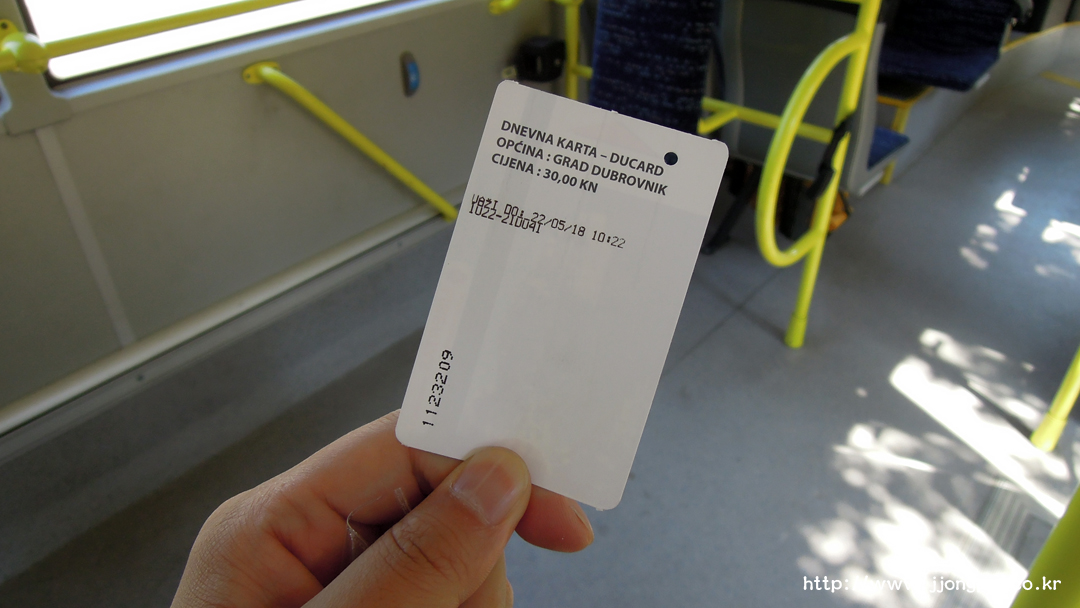 DNEVNA KARTA – DUCARD
OPĆINA : GRAD DUBROVNIK
CIJENA : 30,00 KN
VAŽI DO: 22/05/18 10:22
1022-210041
1123209